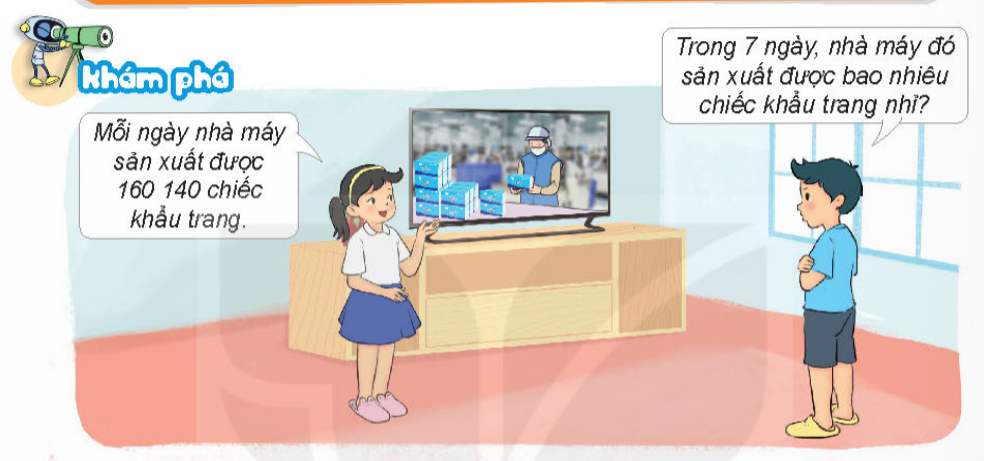 Khám phá
Mỗi ngày nhà máy
sản xuất được
160 140 chiếc
khẩu trang.
Trong 7 ngày, nhà máy đó
sản xuất được bao nhiêu
chiếc khẩu trang nhỉ?